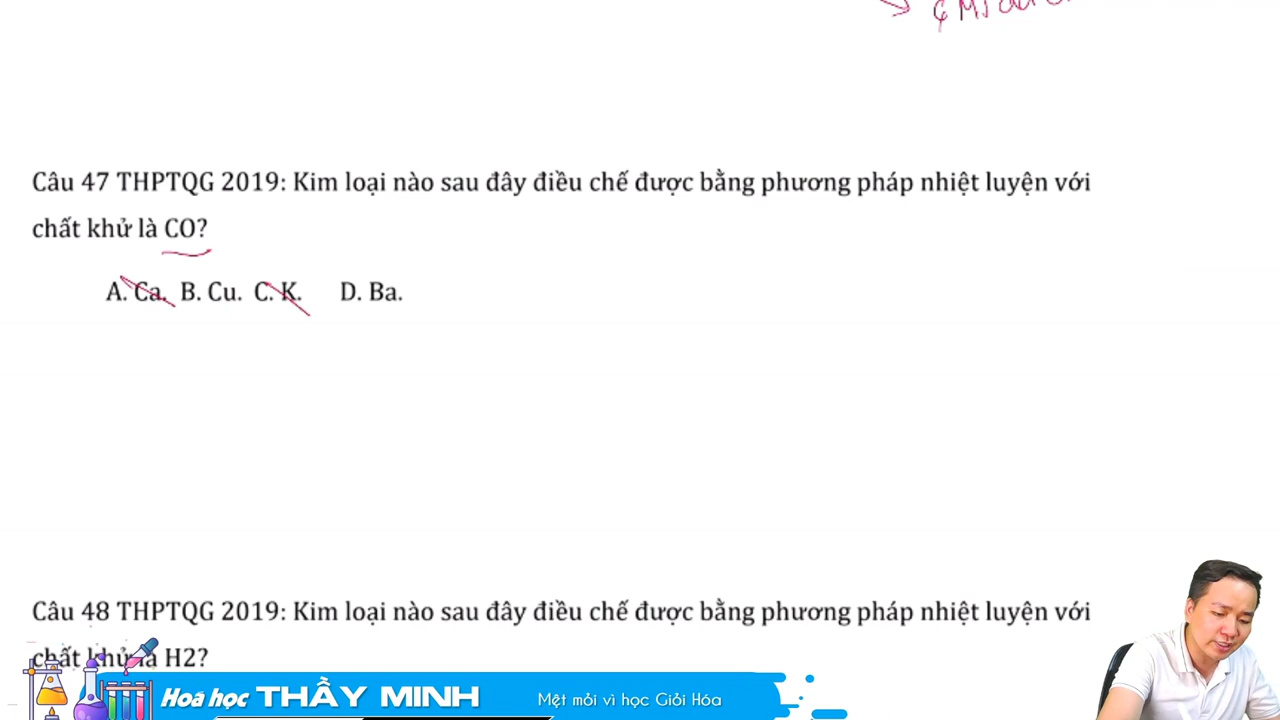 Câu 47 THPTQG 2019: Kim loại nào sau đây điều chế được bằng phương pháp nhiệt luyện với
chất khử là CO?
A. Ca. B. Cu. C. K. D. Ba.
Câu 48 THPTQG 2019: Kim loại nào sau đây điều chế được bằng phương pháp nhiệt luyện với
chất khử là H2?
Hoá học THẦY MINH Mệt mỏi vì học Giỏi Hóa